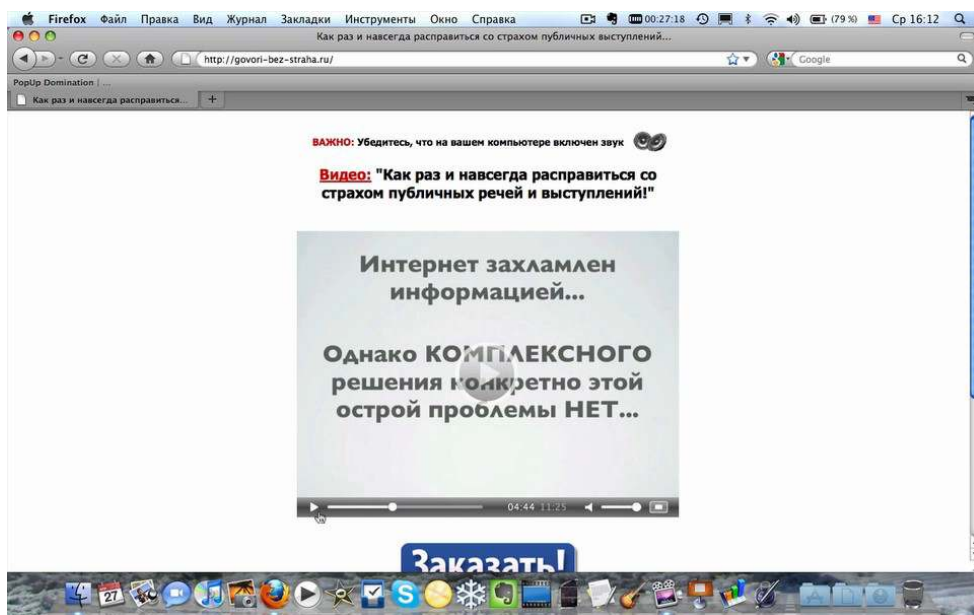 Firefox Файл Правка Вид Журнал Закладки Инструменты Окно Справка 00:27:18 (79 %) Ср 16:12
Как раз и навсегда расправиться со страхом публичных выступлений...
http://govori-bez-straha.ru/ Google
PopUp Domination | ...
Как раз и навсегда расправиться... +
ВАЖНО: Убедитесь, что на вашем компьютере включен звук
Видео: "Как раз и навсегда расправиться со
страхом публичных речей и выступлений!"
Интернет захламлен
информацией...
Однако КОМПЛЕКСНОГО
решения конкретно этой
острой проблемы НЕТ...
04:44 11:25
Заказать!
27